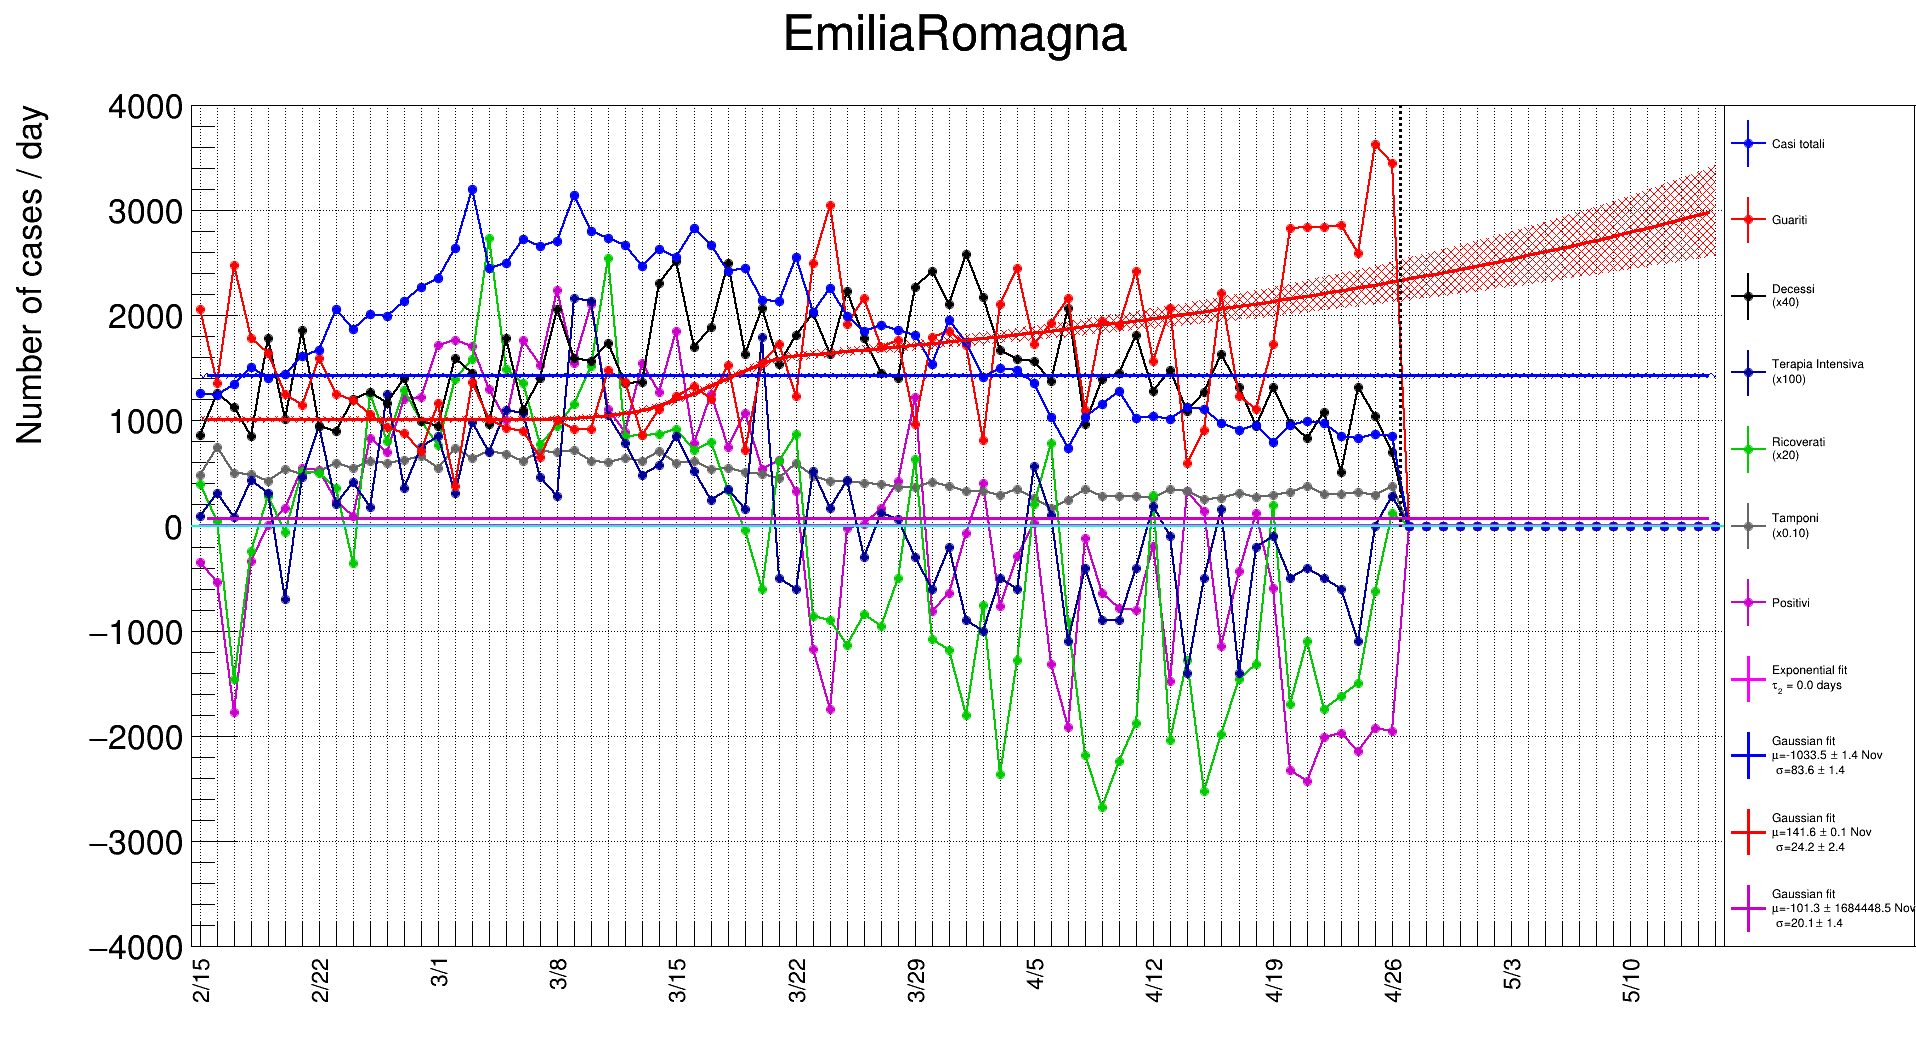 EmiliaRomagna
Number of cases / day
4000
3000
2000
1000
0
−1000
−2000
−3000
−4000
2/15
2/22
3/1
3/8
3/15
3/22
3/29
4/5
4/12
4/19
4/26
5/3
5/10
Casi totali
Guariti
Decessi
(x40)
Terapia Intensiva
(x100)
Ricoverati
(x20)
Tamponi
(x0.10)
Positivi
Exponential fit
τ2 = 0.0 days
Gaussian fit
μ=-1033.5 ± 1.4 Nov
σ=83.6 ± 1.4
Gaussian fit
μ=141.6 ± 0.1 Nov
σ=24.2 ± 2.4
Gaussian fit
μ=-101.3 ± 1684448.5 Nov
σ=20.1± 1.4